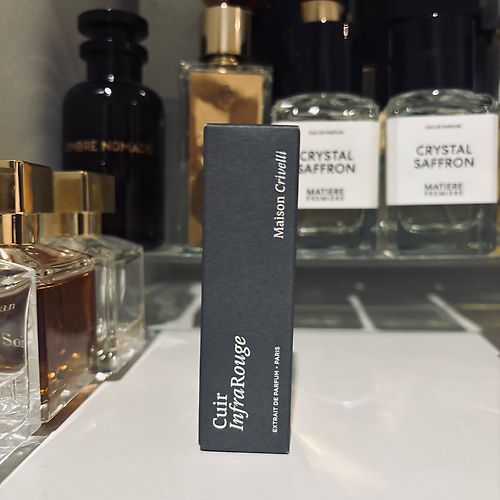 OMBRE NOMADE
EAU DE PARFUM
CRYSTAL
SAFFRON
MATIERE
PREMIERE
EAU DE PARFUM
CRYSTAL
SAFFRON
MATIERE
PREMIERE
Maison Crivelli
Cuir
InfraRouge
EXTRAIT DE PARFUM • PARIS